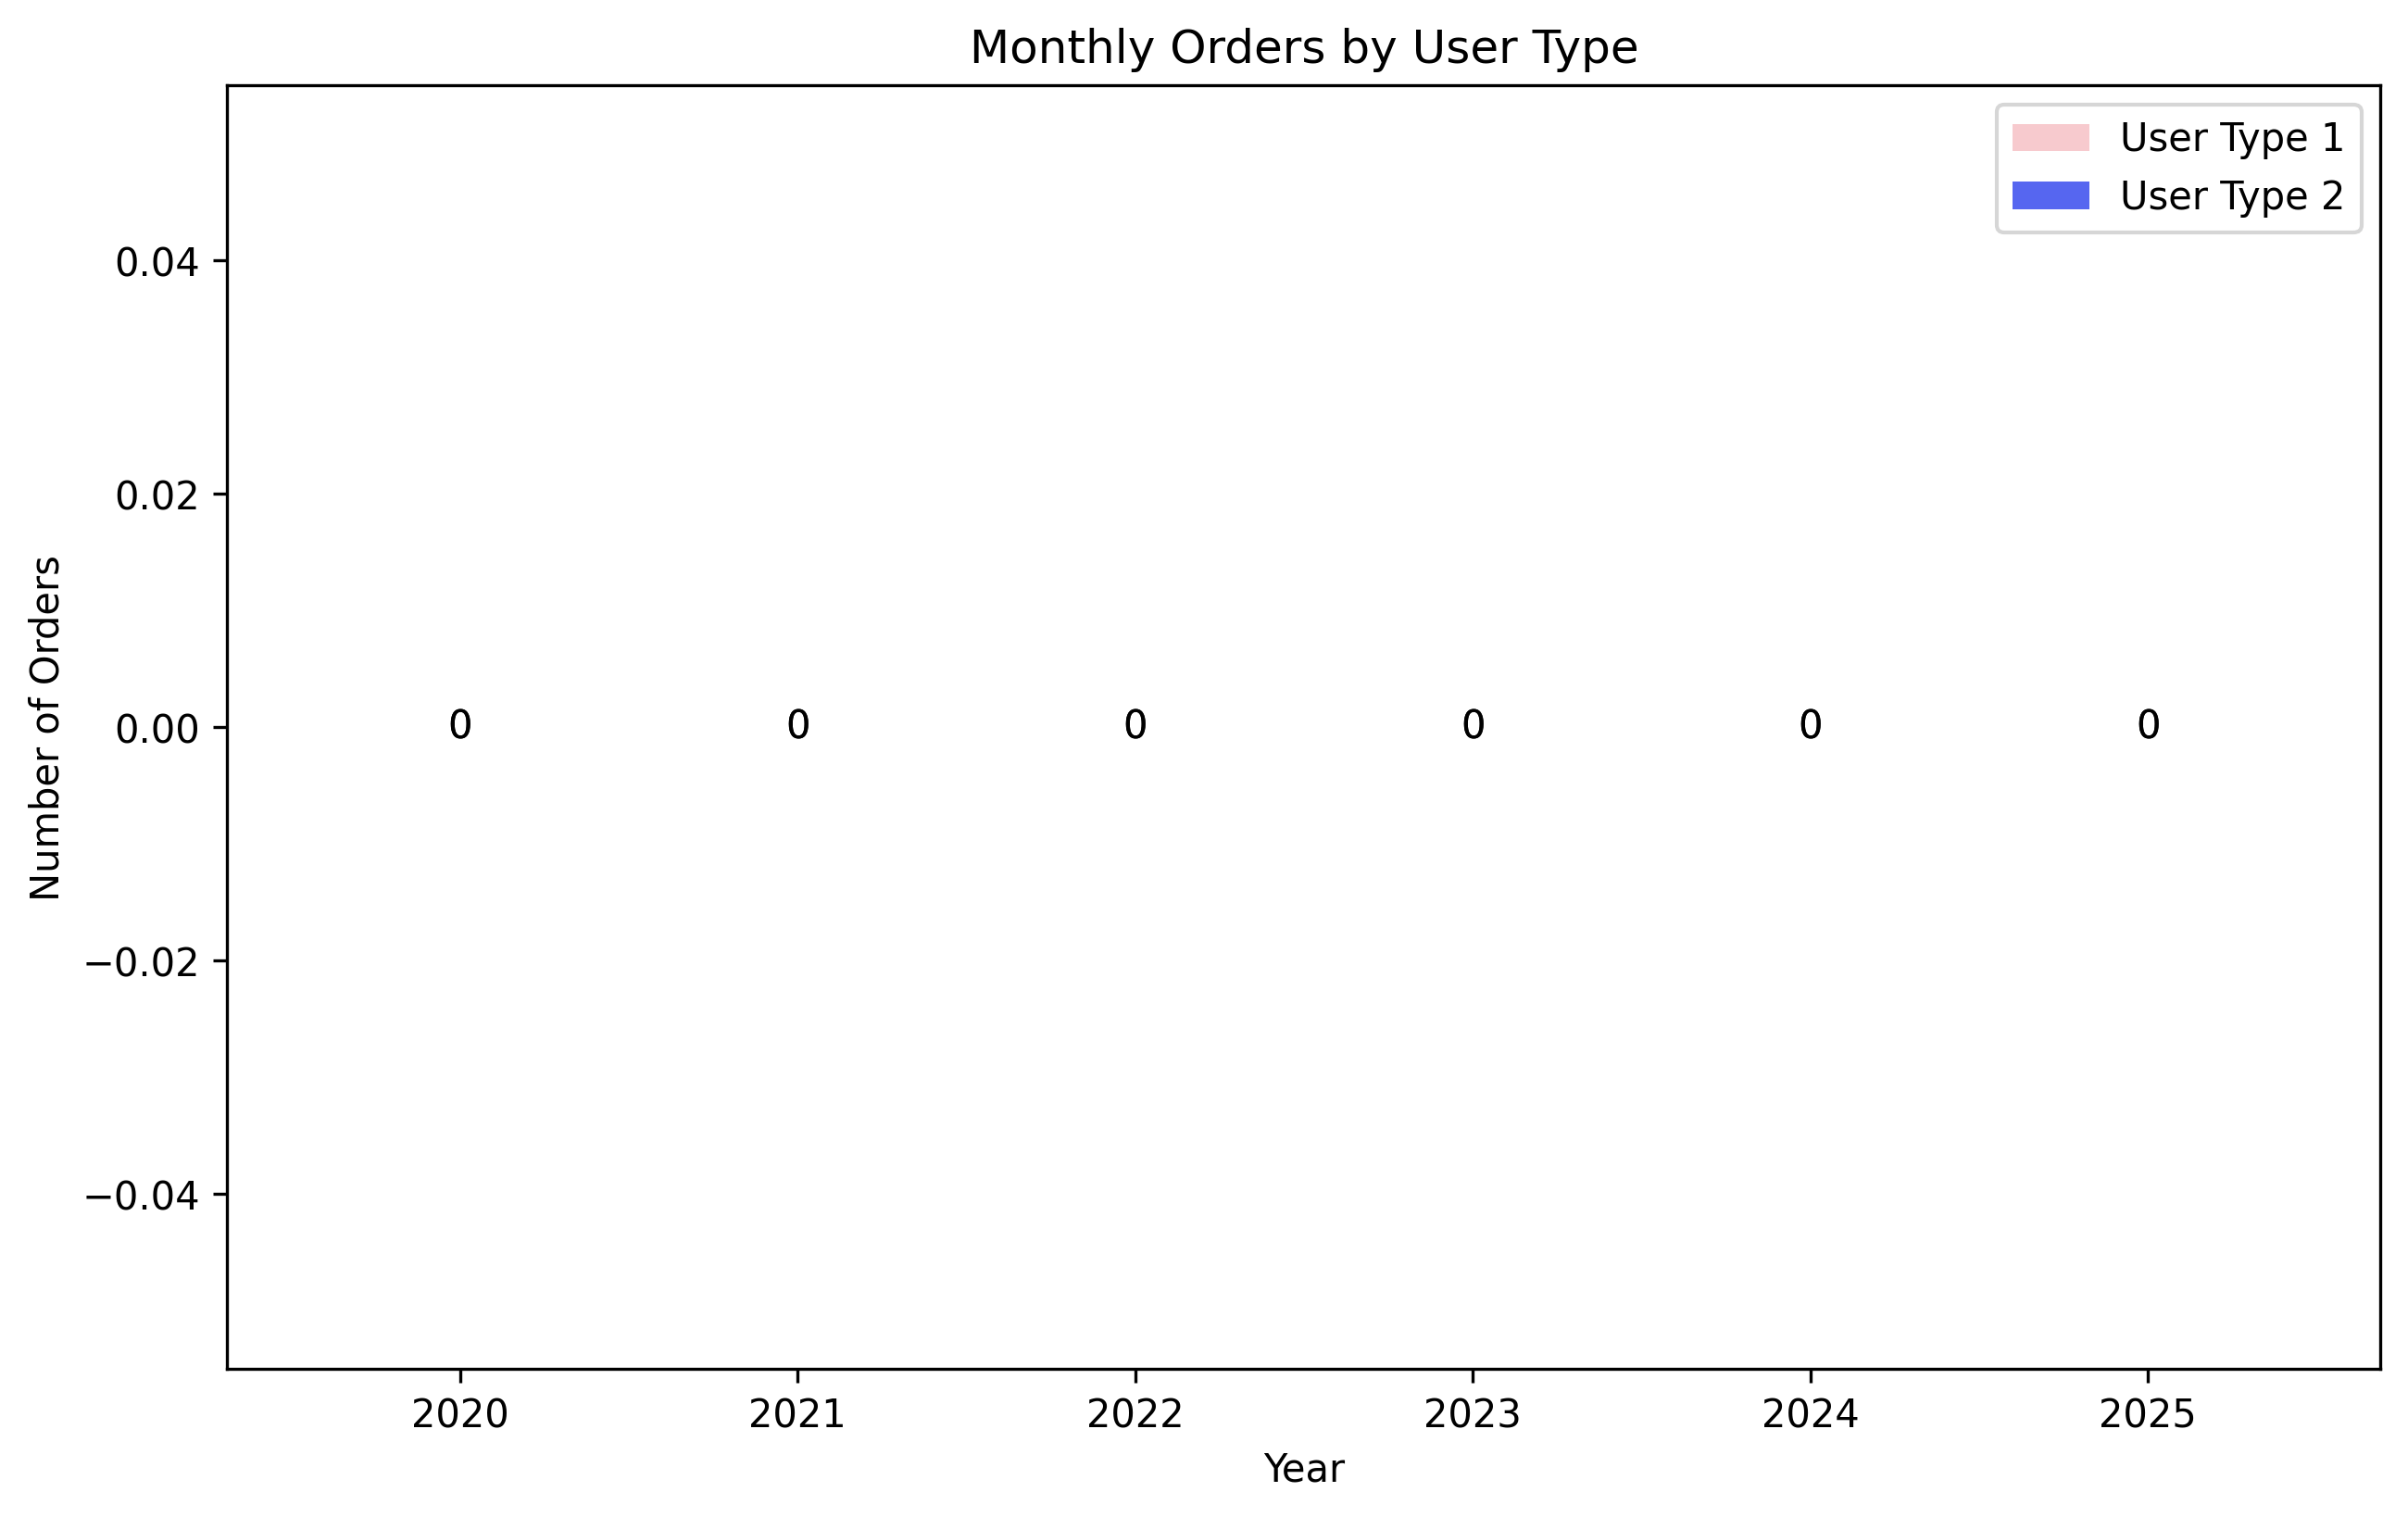 Monthly Orders by User Type
User Type 1
User Type 2
0.04
0.02
0.00
−0.02
−0.04
Number of Orders
0 0 0 0 0 0
2020 2021 2022 2023 2024 2025
Year